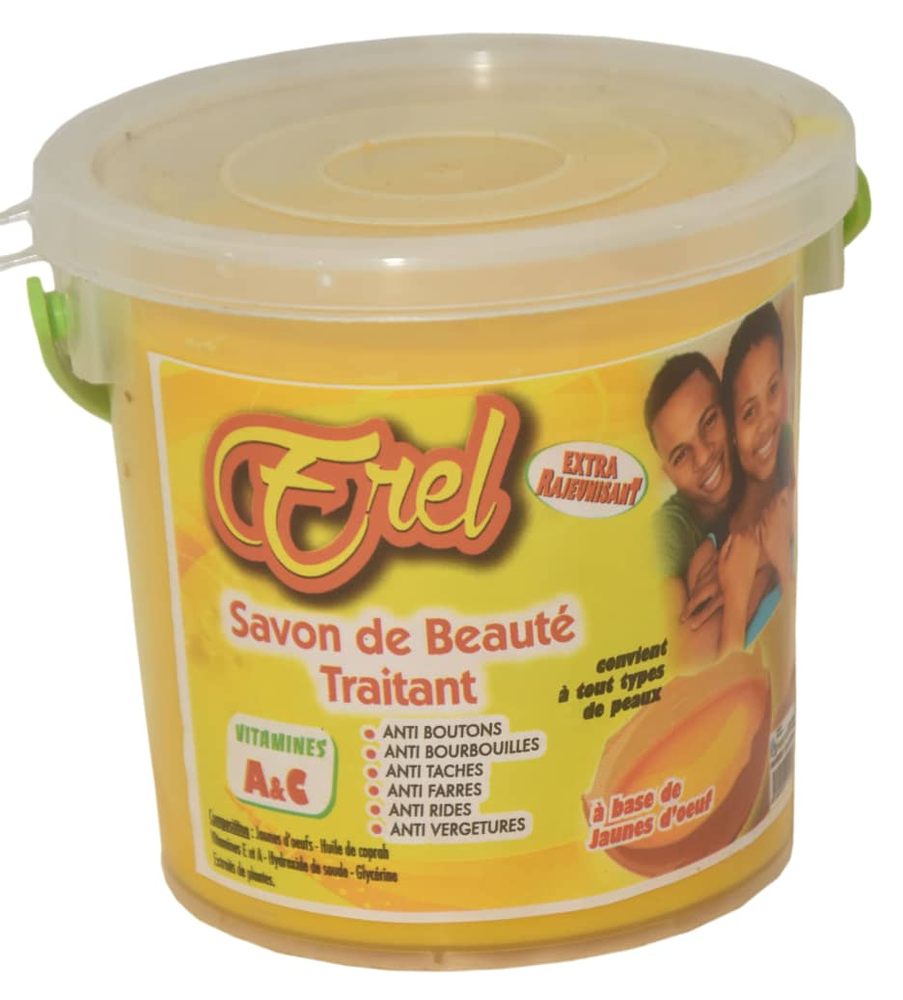 Erel
EXTRA
RAJEUNISANT
Savon de Beauté
Traitant
convient
à tout types
de peaux
VITAMINES
A&C
ANTI BOUTONS
ANTI BOURBOUILLES
ANTI TACHES
ANTI FARRES
ANTI RIDES
ANTI VERGETURES
à base de
Jaunes d'oeuf
Composition : Jaunes d'oeufs - Huile de coprah
Vitamines E et A - Hydroxide de soude - Glycérine
Extraits de plantes.